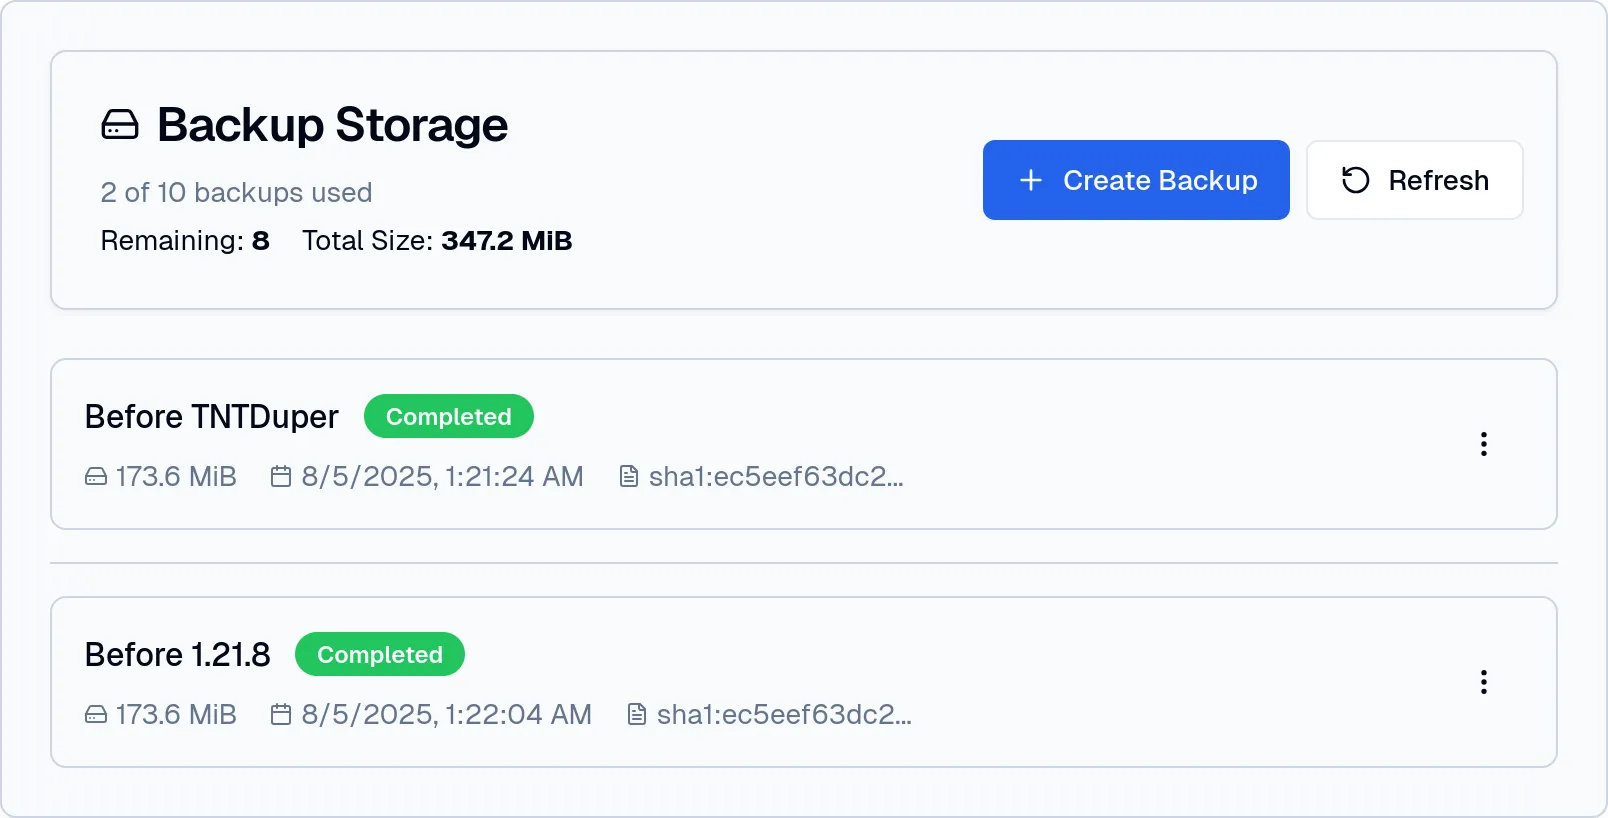 Backup Storage
2 of 10 backups used
Remaining: 8 Total Size: 347.2 MiB
Create Backup
Refresh
Before TNTDuper Completed
173.6 MiB 8/5/2025, 1:21:24 AM sha1:ec5eef63dc2...
Before 1.21.8 Completed
173.6 MiB 8/5/2025, 1:22:04 AM sha1:ec5eef63dc2...